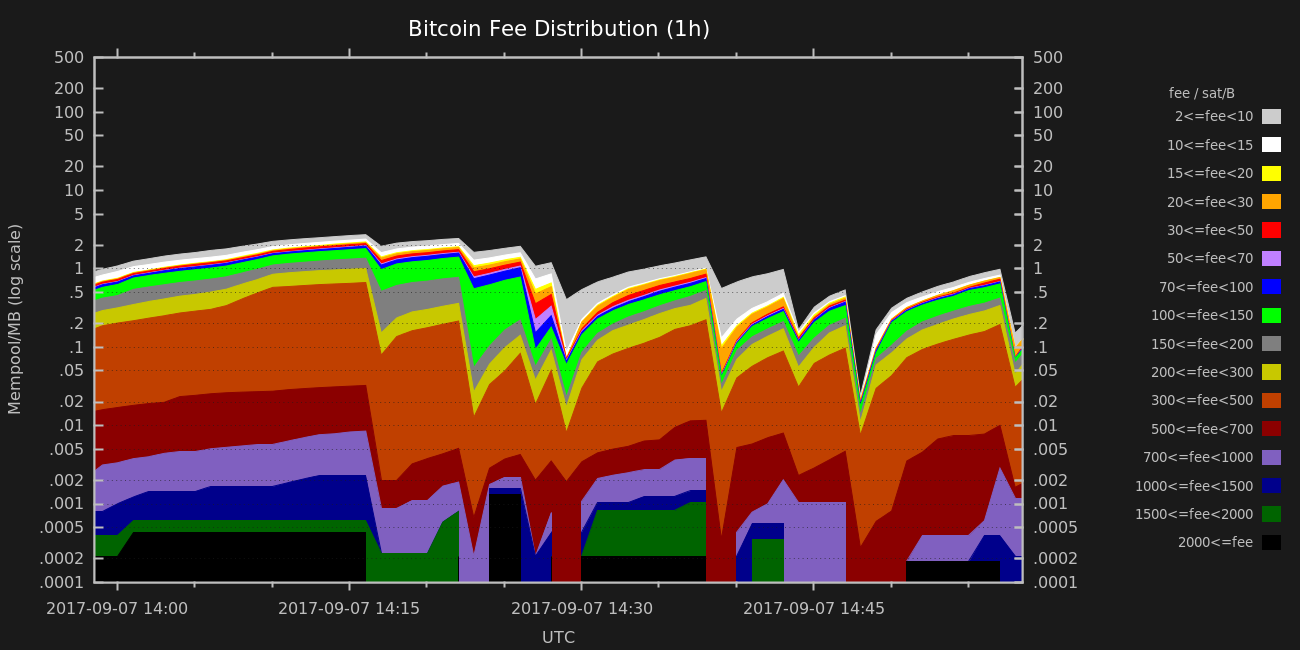 Bitcoin Fee Distribution (1h)
500 500
200 200
100 100
50 50
20 20
10 10
5 5
2 2
1 1
.5 .5
.2 .2
.1 .1
.05 .05
.02 .02
.01 .01
.005 .005
.002 .002
.001 .001
.0005 .0005
.0002 .0002
.0001 .0001
Mempool/MB (log scale)
2017-09-07 14:00 2017-09-07 14:15 2017-09-07 14:30 2017-09-07 14:45
UTC
fee / sat/B
2<=fee<10
10<=fee<15
15<=fee<20
20<=fee<30
30<=fee<50
50<=fee<70
70<=fee<100
100<=fee<150
150<=fee<200
200<=fee<300
300<=fee<500
500<=fee<700
700<=fee<1000
1000<=fee<1500
1500<=fee<2000
2000<=fee